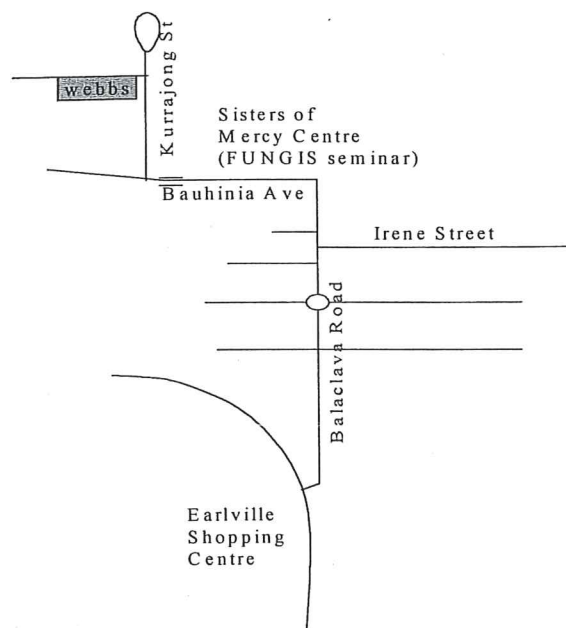 Kurrajong St
webbs
Sisters of
Mercy Centre
(FUNGIS seminar)
Bauhinia Ave
Irene Street
Balaclava Road
Earlville
Shopping
Centre